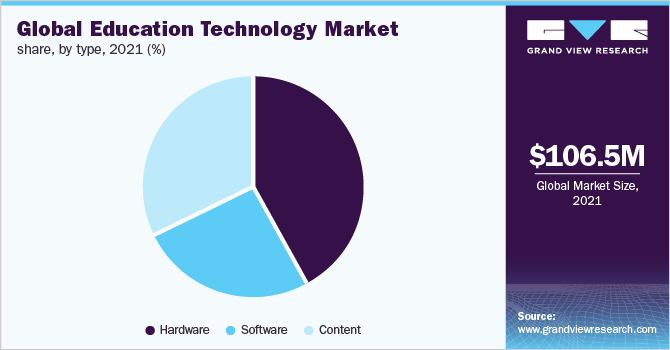 Global Education Technology Market
share, by type, 2021 (%)
Hardware Software Content
GRAND VIEW RESEARCH
$106.5M
Global Market Size,
2021
Source:
www.grandviewresearch.com